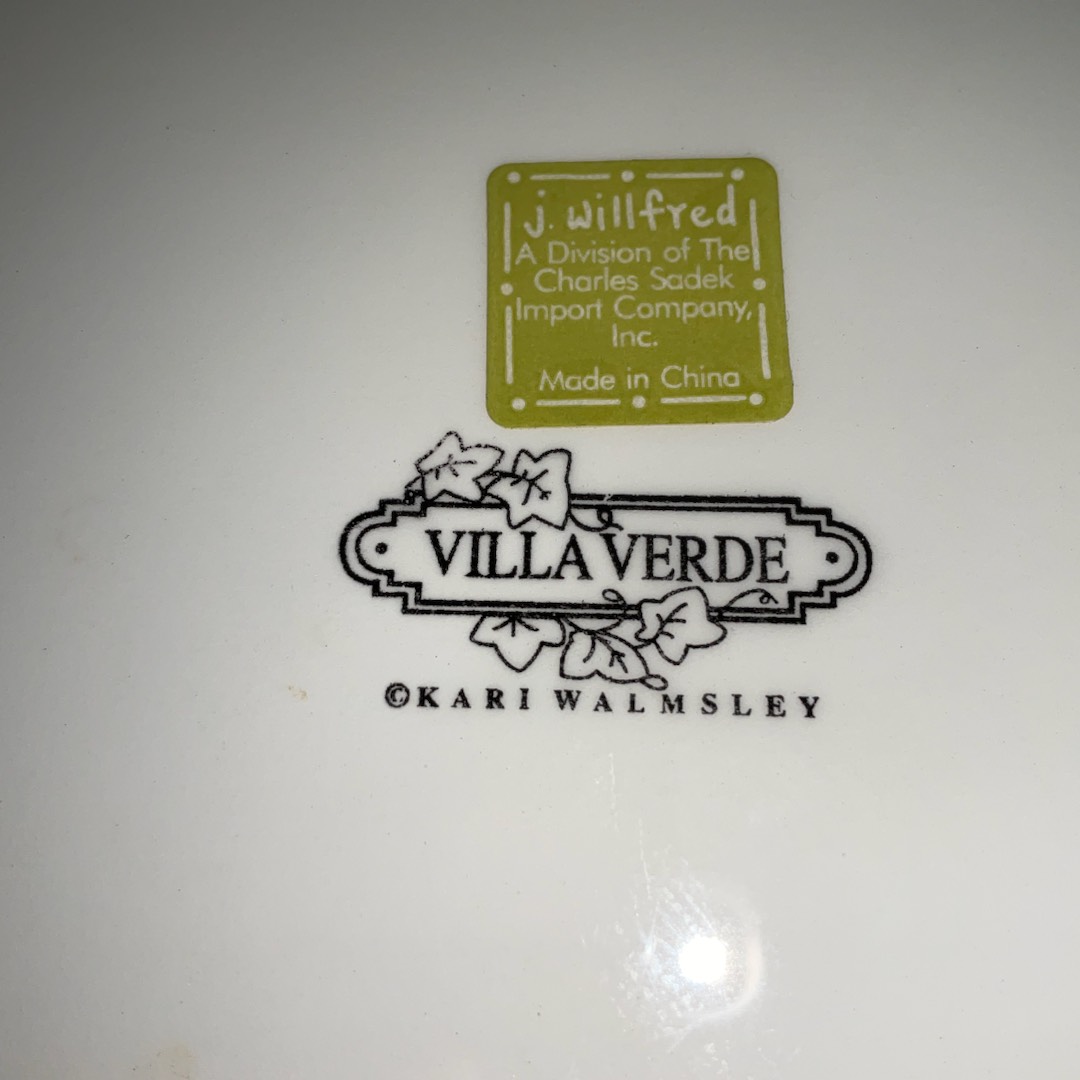 j. willfred
A Division of The
Charles Sadek
Import Company,
Inc.
Made in China
VILLA VERDE
©KARI WALMSLEY